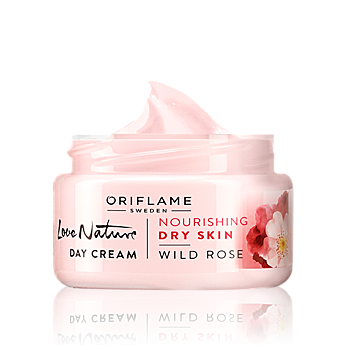 ORIFLAME
SWEDEN
Love Nature
DAY CREAM
NOURISHING
DRY SKIN
WILD ROSE